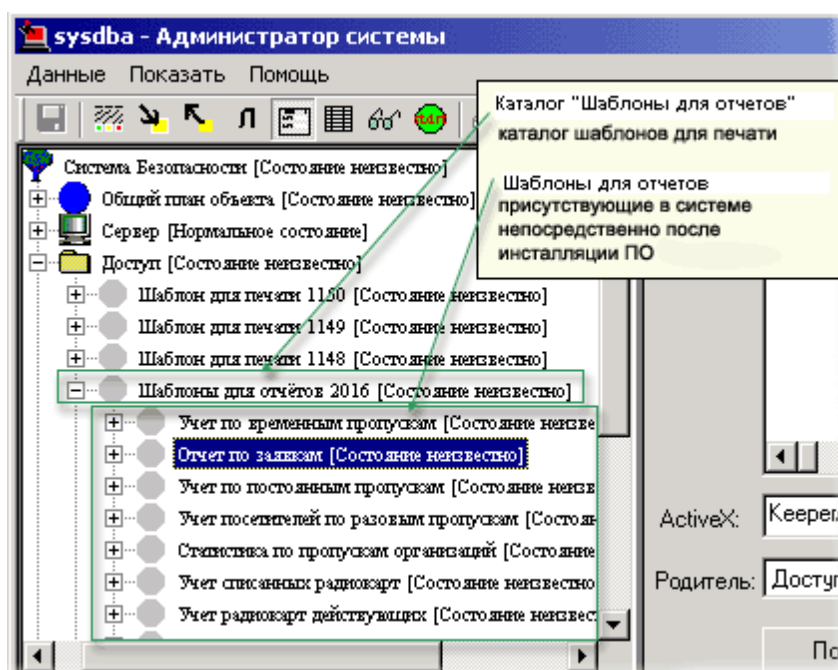 sysdba - Администратор системы
Данные Показать Помощь
Л
start
Каталог "Шаблоны для отчетов"
каталог шаблонов для печати
Шаблоны для отчетов
присутствующие в системе
непосредственно после
инсталляции ПО
Система Безопасности [Состояние неизвестно]
Общий план объекта [Состояние неизвестно]
Сервер [Нормальное состояние]
Доступ [Состояние неизвестно]
Шаблон для печати 1150 [Состояние неизвестно]
Шаблон для печати 1149 [Состояние неизвестно]
Шаблон для печати 1148 [Состояние неизвестно]
Шаблоны для отчётов 2016 [Состояние неизвестно]
Учет по временным пропускам [Состояние неизве
Отчет по заявкам [Состояние неизвестно]
Учет по постоянным пропускам [Состояние неизв
Учет посетителей по разовым пропускам [Состоян
Статистика по пропускам организаций [Состояние
Учет списанных радиокарт [Состояние неизвестно
Учет радиокарт действующих [Состояние неизвес
ActiveX: Keeper
Родитель: Доступ
По